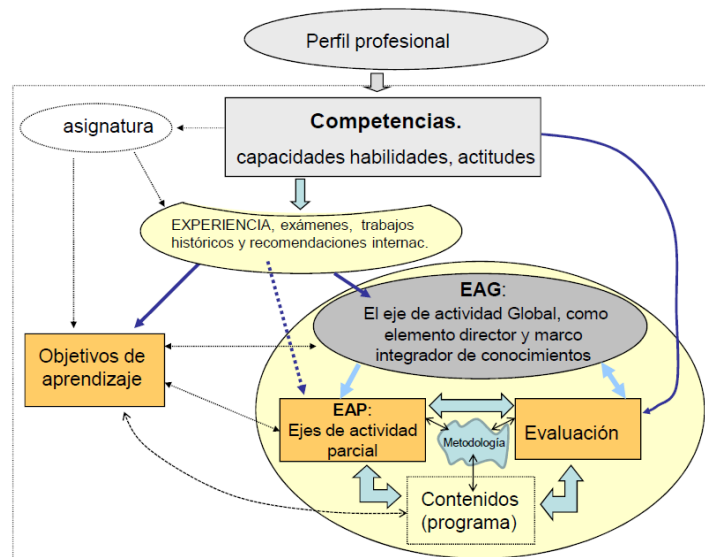 Perfil profesional
asignatura
Competencias.
capacidades habilidades, actitudes
EXPERIENCIA, exámenes, trabajos
históricos y recomendaciones internac.
EAG:
El eje de actividad Global, como
elemento director y marco
integrador de conocimientos
Objetivos de
aprendizaje
EAP:
Ejes de actividad
parcial
Metodología
Evaluación
Contenidos
(programa)